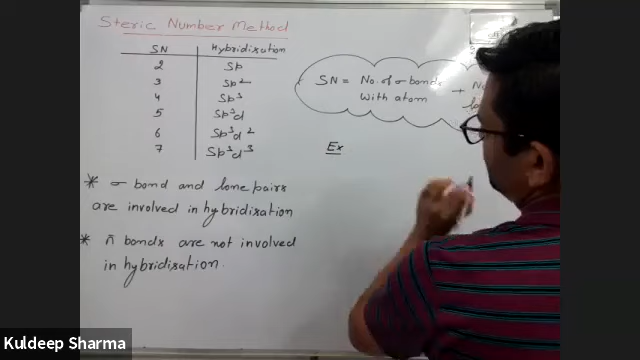 Steric Number Method
SN Hybridisation
2 Sp
3 Sp²
4 Sp³
5 Sp³d
6 Sp³d²
7 Sp³d³
SN = No. of σ bonds + No
With atom
Ex
* σ bond and lone pairs
are involved in hybridisation
* π bonds are not involved
in hybridisation.
Kuldeep Sharma